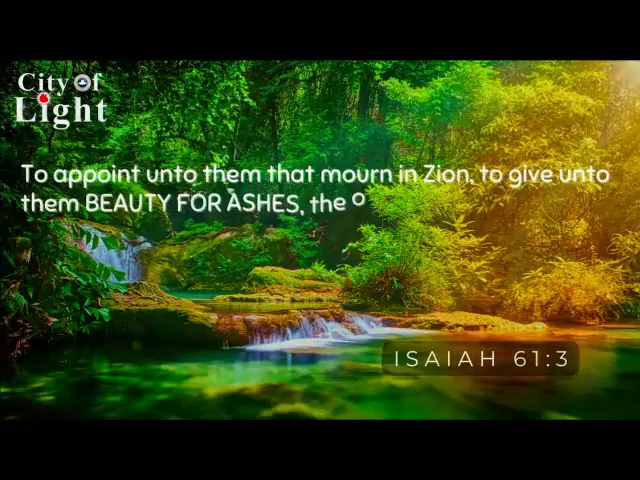 City of
Light
To appoint unto them that mourn in Zion, to give unto
them BEAUTY FOR ASHES, the o
ISAIAH 61:3